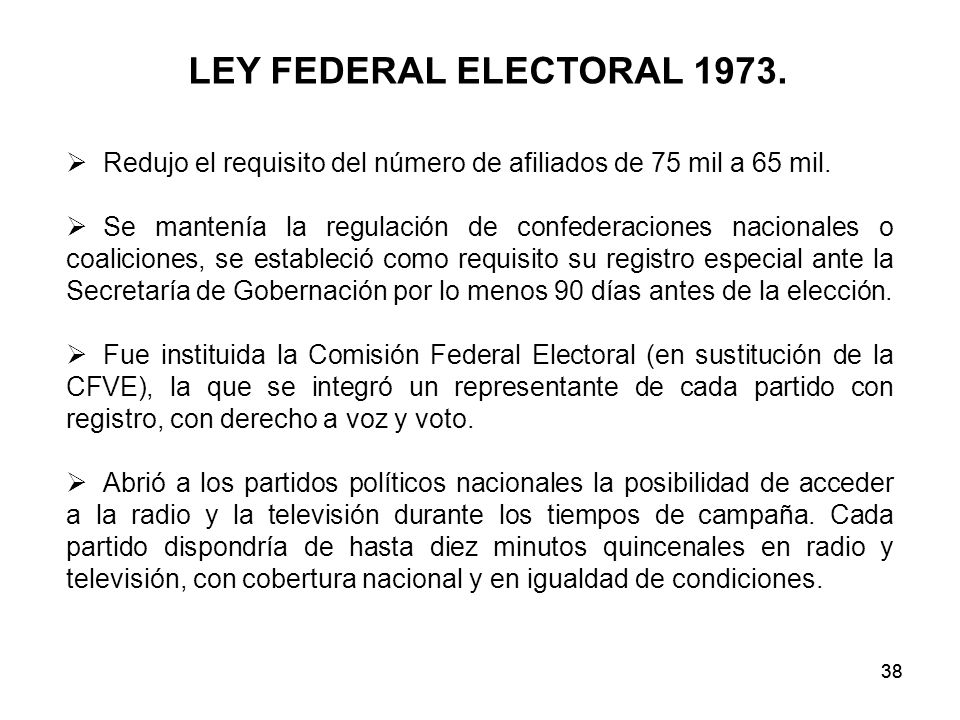 LEY FEDERAL ELECTORAL 1973.
➢ Redujo el requisito del número de afiliados de 75 mil a 65 mil.
➢ Se mantenía la regulación de confederaciones nacionales o
coaliciones, se estableció como requisito su registro especial ante la
Secretaría de Gobernación por lo menos 90 días antes de la elección.
➢ Fue instituida la Comisión Federal Electoral (en sustitución de la
CFVE), la que se integró un representante de cada partido con
registro, con derecho a voz y voto.
➢ Abrió a los partidos políticos nacionales la posibilidad de acceder
a la radio y la televisión durante los tiempos de campaña. Cada
partido dispondría de hasta diez minutos quincenales en radio y
televisión, con cobertura nacional y en igualdad de condiciones.
38